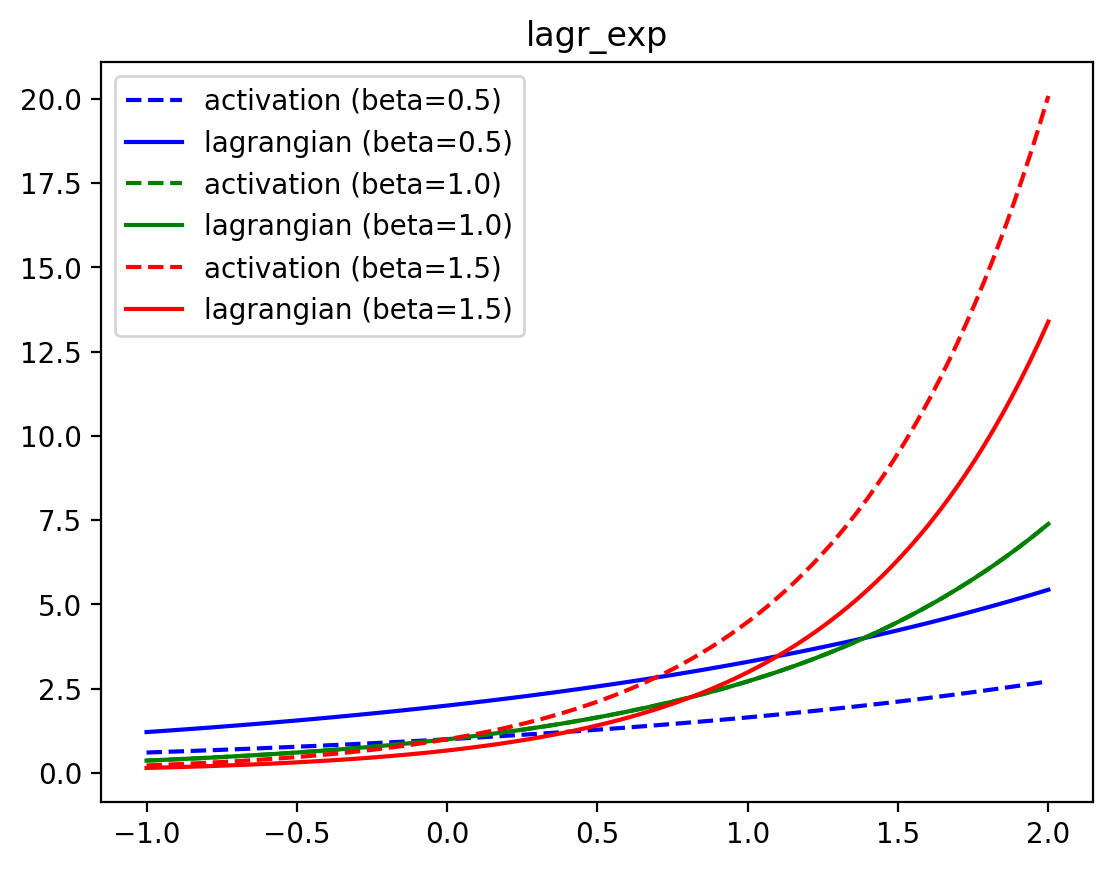 lagr_exp
activation (beta=0.5)
lagrangian (beta=0.5)
activation (beta=1.0)
lagrangian (beta=1.0)
activation (beta=1.5)
lagrangian (beta=1.5)
20.0
17.5
15.0
12.5
10.0
7.5
5.0
2.5
0.0
−1.0 −0.5 0.0 0.5 1.0 1.5 2.0